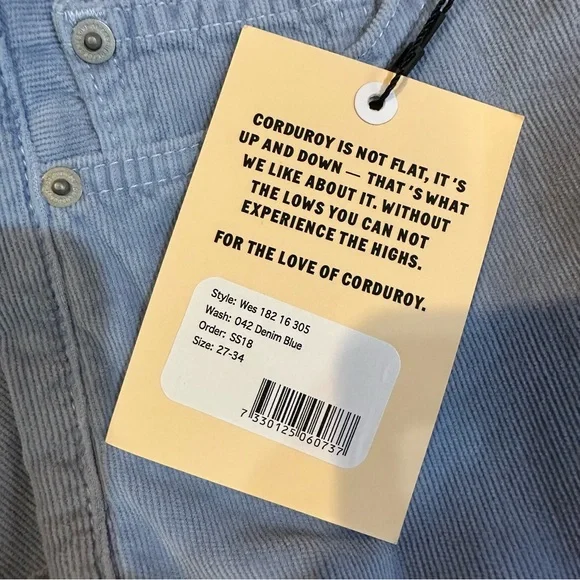 CORDUROY IS NOT FLAT, IT'S
UP AND DOWN — THAT'S WHAT
WE LIKE ABOUT IT. WITHOUT
THE LOWS YOU CAN NOT
EXPERIENCE THE HIGHS.
FOR THE LOVE OF CORDUROY.
Style: Wes 182 16 305
Wash: 042 Denim Blue
Order: SS18
Size: 27-34
7 330125 060737